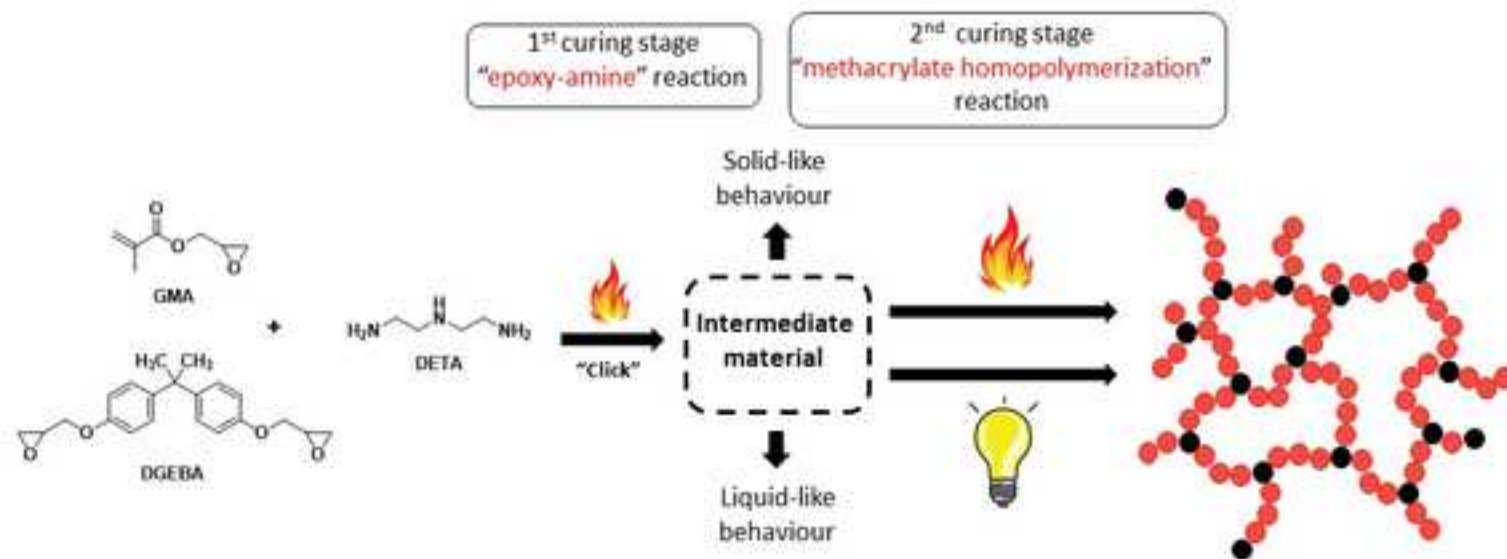 1st curing stage
“epoxy-amine” reaction
2nd curing stage
“methacrylate homopolymerization”
reaction
Solid-like
behaviour
O
O
O
GMA
+
H₂N
H
N
NH₂
DETA
“Click”
Intermediate
material
H₃C CH₃
O
O
O
O
DGEBA
Liquid-like
behaviour